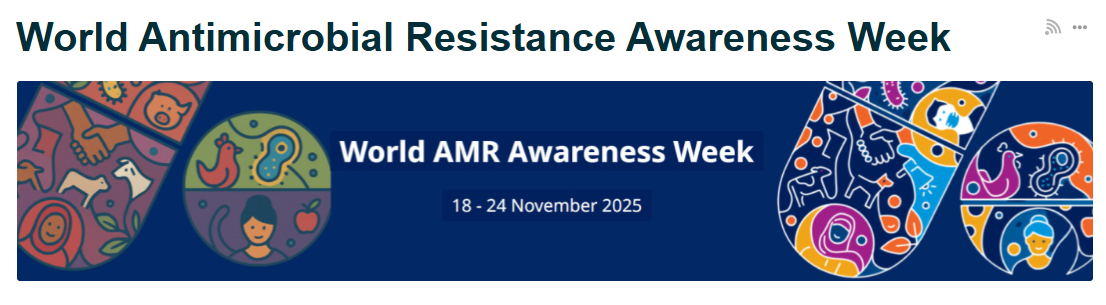 World Antimicrobial Resistance Awareness Week
World AMR Awareness Week
18 - 24 November 2025